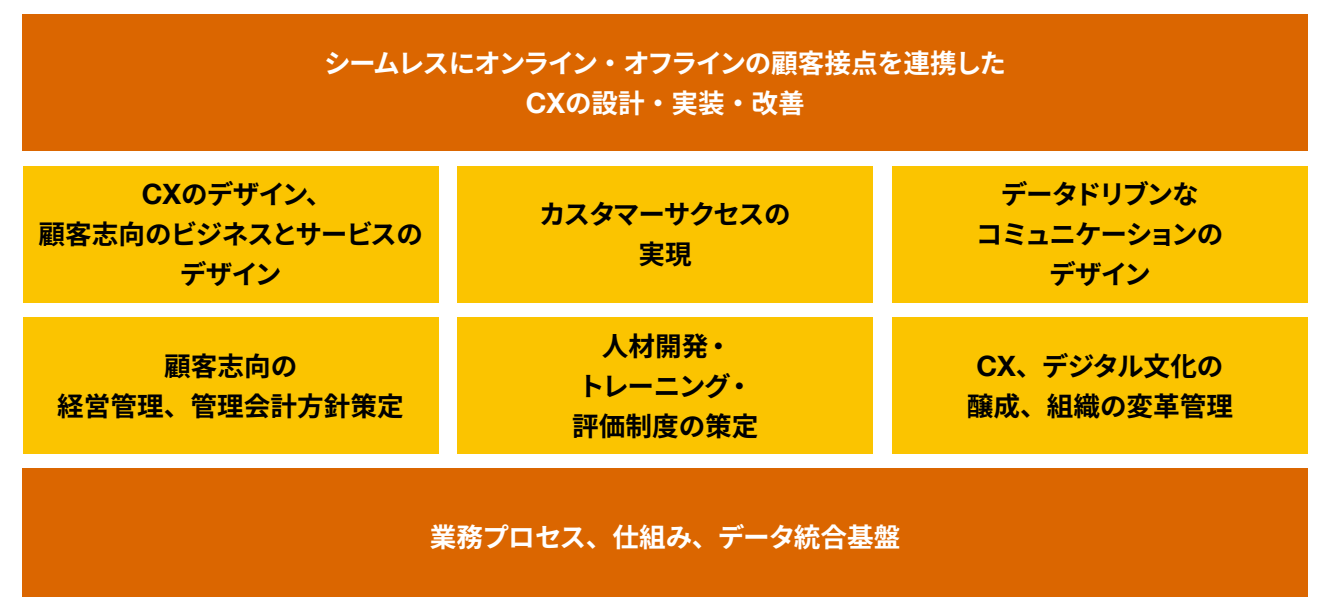 シームレスにオンライン・オフラインの顧客接点を連携した
CXの設計・実装・改善
CXのデザイン、
顧客志向のビジネスとサービスの
デザイン
カスタマーサクセスの
実現
データドリブンな
コミュニケーションの
デザイン
顧客志向の
経営管理、管理会計方針策定
人材開発・
トレーニング・
評価制度の策定
CX、デジタル文化の
醸成、組織の変革管理
業務プロセス、仕組み、データ統合基盤